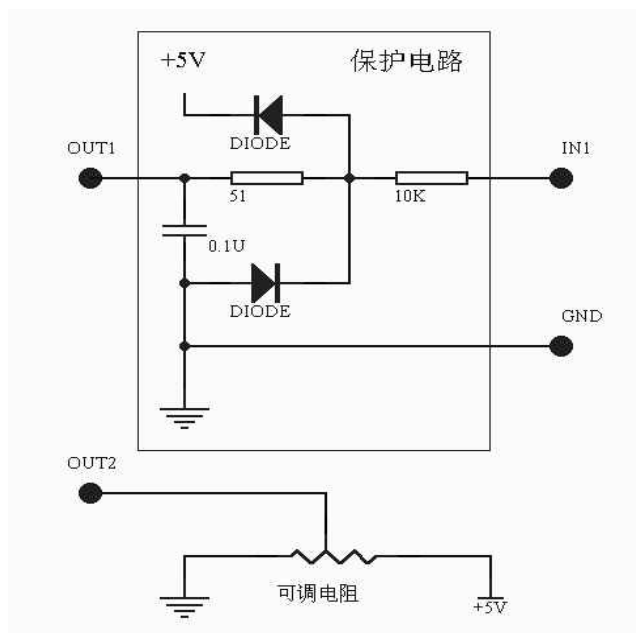 +5V
保护电路
DIODE
OUT1
IN1
51
10K
0.1U
DIODE
GND
OUT2
可调电阻
+5V